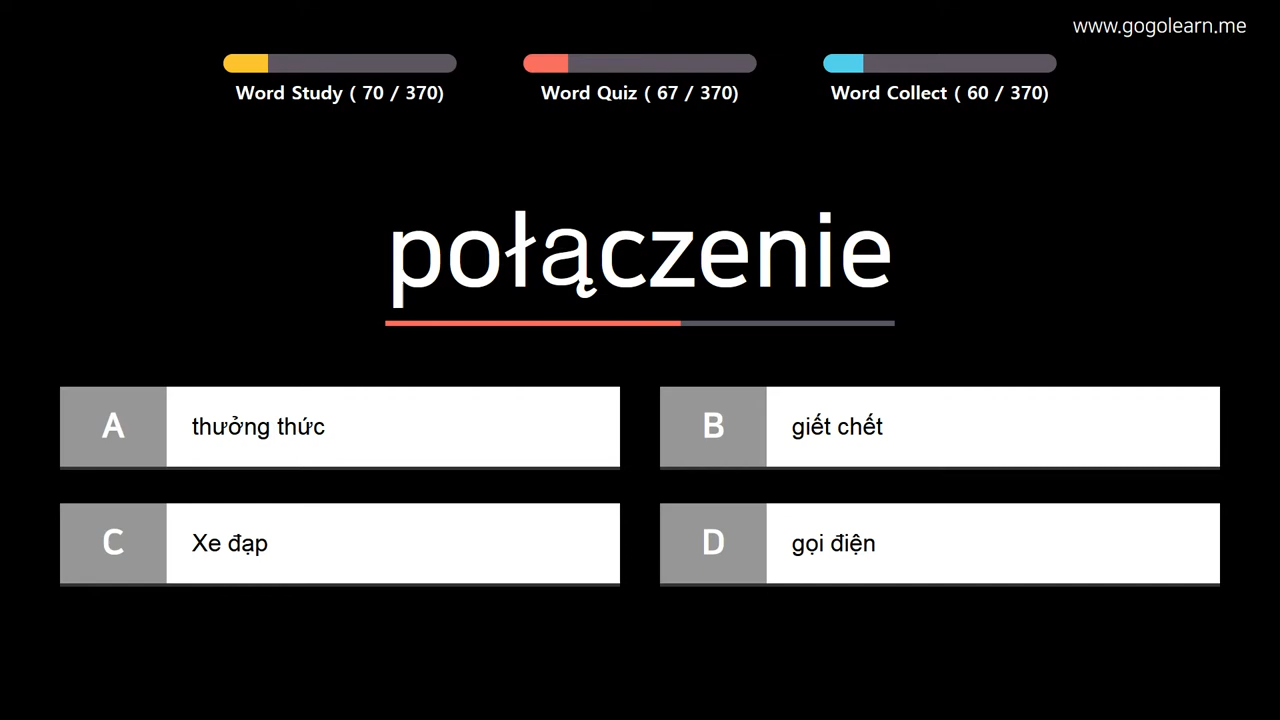 www.gogolearn.me
Word Study ( 70 / 370)
Word Quiz ( 67 / 370)
Word Collect ( 60 / 370)
połączenie
A thưởng thức
B giết chết
C Xe đạp
D gọi điện